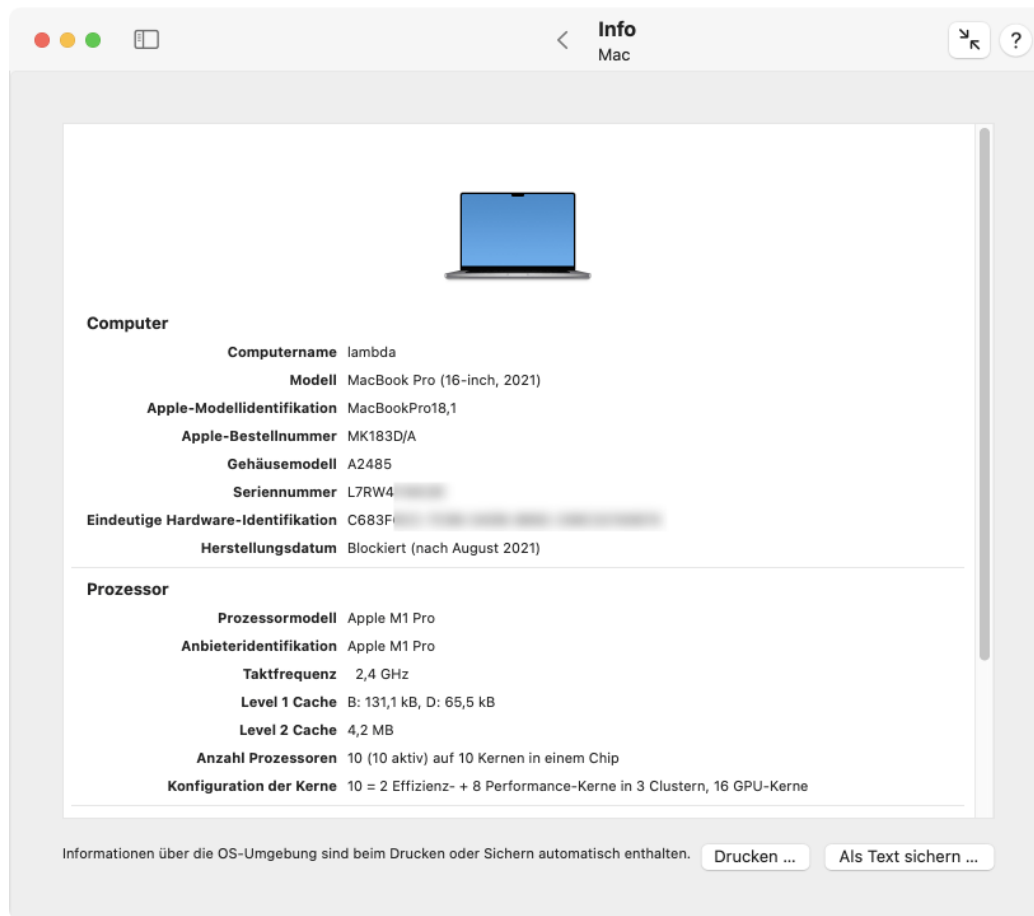 Info
Mac
?
Computer
Computername lambda
Modell MacBook Pro (16-inch, 2021)
Apple-Modellidentifikation MacBookPro18,1
Apple-Bestellnummer MK183D/A
Gehäusemodell A2485
Seriennummer L7RW4
Eindeutige Hardware-Identifikation C683F
Herstellungsdatum Blockiert (nach August 2021)
Prozessor
Prozessormodell Apple M1 Pro
Anbieteridentifikation Apple M1 Pro
Taktfrequenz 2,4 GHz
Level 1 Cache B: 131,1 kB, D: 65,5 kB
Level 2 Cache 4,2 MB
Anzahl Prozessoren 10 (10 aktiv) auf 10 Kernen in einem Chip
Konfiguration der Kerne 10 = 2 Effizienz- + 8 Performance-Kerne in 3 Clustern, 16 GPU-Kerne
Informationen über die OS-Umgebung sind beim Drucken oder Sichern automatisch enthalten. Drucken ... Als Text sichern ...